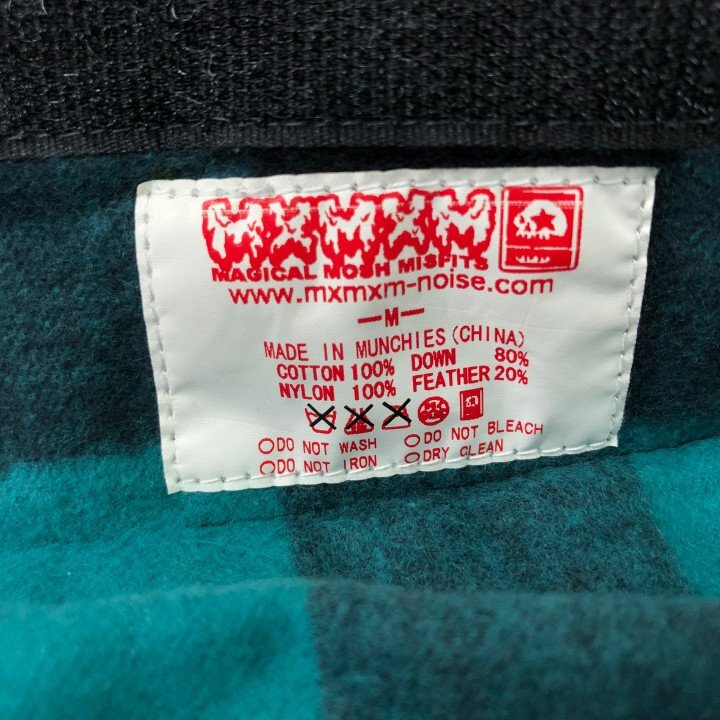 MXMXM
MAGICAL MOSH MISFITS
www.mxmxm-noise.com
—M—
MADE IN MUNCHIES (CHINA)
COTTON 100% DOWN 80%
NYLON 100% FEATHER 20%
○DO NOT WASH ○DO NOT BLEACH
○DO NOT IRON ○DRY CLEAN